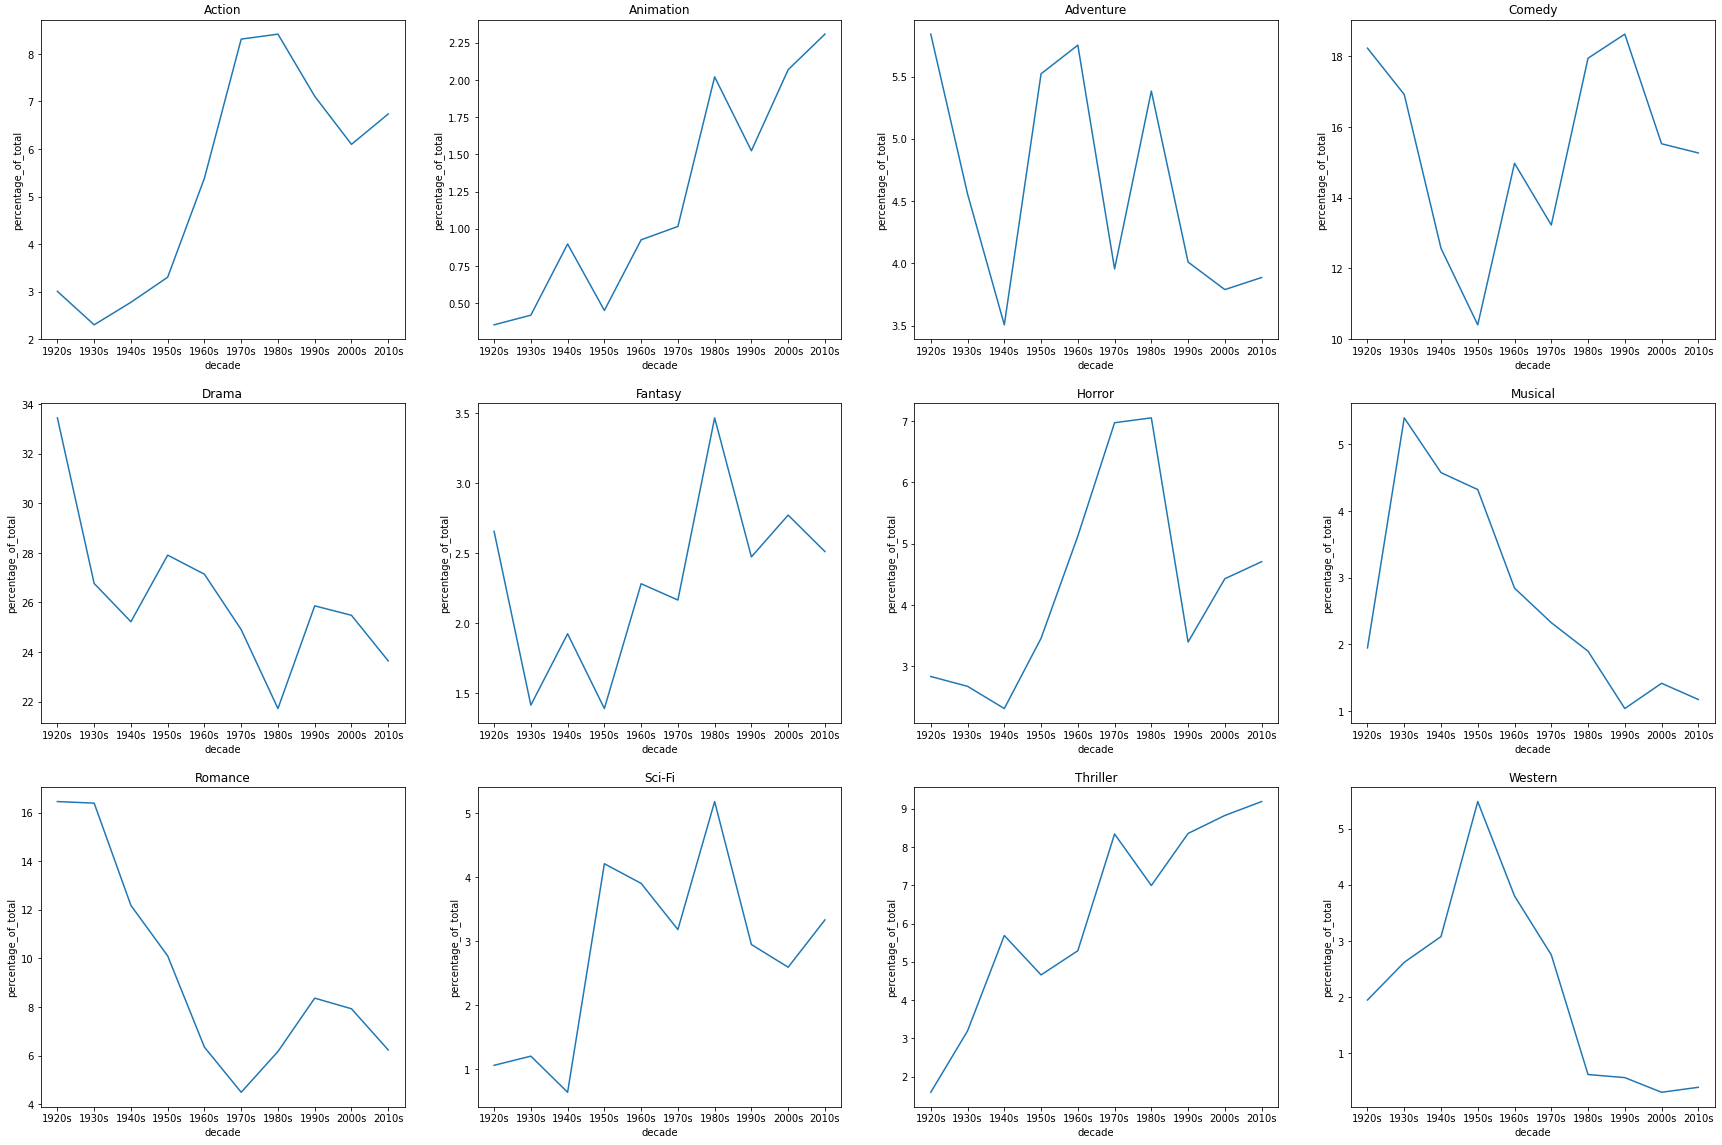 Action
percentage_of_total
8
7
6
5
4
3
2
1920s 1930s 1940s 1950s 1960s 1970s 1980s 1990s 2000s 2010s
decade
Animation
percentage_of_total
2.25
2.00
1.75
1.50
1.25
1.00
0.75
0.50
1920s 1930s 1940s 1950s 1960s 1970s 1980s 1990s 2000s 2010s
decade
Adventure
percentage_of_total
5.5
5.0
4.5
4.0
3.5
1920s 1930s 1940s 1950s 1960s 1970s 1980s 1990s 2000s 2010s
decade
Comedy
percentage_of_total
18
16
14
12
10
1920s 1930s 1940s 1950s 1960s 1970s 1980s 1990s 2000s 2010s
decade
Drama
percentage_of_total
34
32
30
28
26
24
22
1920s 1930s 1940s 1950s 1960s 1970s 1980s 1990s 2000s 2010s
decade
Fantasy
percentage_of_total
3.5
3.0
2.5
2.0
1.5
1920s 1930s 1940s 1950s 1960s 1970s 1980s 1990s 2000s 2010s
decade
Horror
percentage_of_total
7
6
5
4
3
1920s 1930s 1940s 1950s 1960s 1970s 1980s 1990s 2000s 2010s
decade
Musical
percentage_of_total
5
4
3
2
1
1920s 1930s 1940s 1950s 1960s 1970s 1980s 1990s 2000s 2010s
decade
Romance
percentage_of_total
16
14
12
10
8
6
4
1920s 1930s 1940s 1950s 1960s 1970s 1980s 1990s 2000s 2010s
decade
Sci-Fi
percentage_of_total
5
4
3
2
1
1920s 1930s 1940s 1950s 1960s 1970s 1980s 1990s 2000s 2010s
decade
Thriller
percentage_of_total
9
8
7
6
5
4
3
2
1920s 1930s 1940s 1950s 1960s 1970s 1980s 1990s 2000s 2010s
decade
Western
percentage_of_total
5
4
3
2
1
1920s 1930s 1940s 1950s 1960s 1970s 1980s 1990s 2000s 2010s
decade